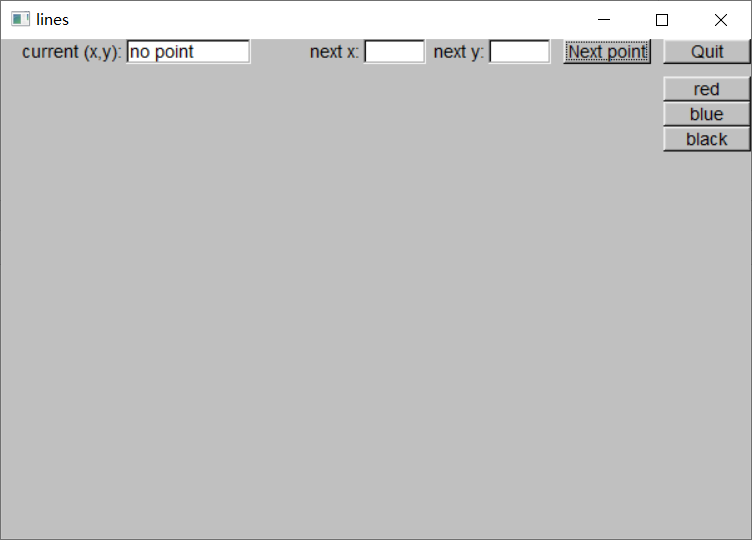 lines
current (x,y): no point next x: next y: Next point Quit
red
blue
black